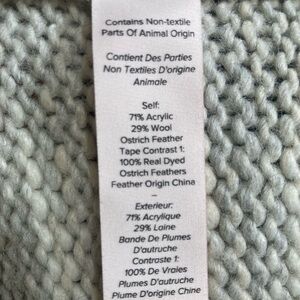 Contains Non-textile
Parts Of Animal Origin
Contient Des Parties
Non Textiles D'origine
Animale
Self:
71% Acrylic
29% Wool
Ostrich Feather
Tape Contrast 1:
100% Real Dyed
Ostrich Feathers
Feather Origin China
–
Exterieur:
71% Acrylique
29% Laine
Bande De Plumes
D'autruche
Contraste 1:
100% De Vraies
Plumes D'autruche
Plume D'origine Chine